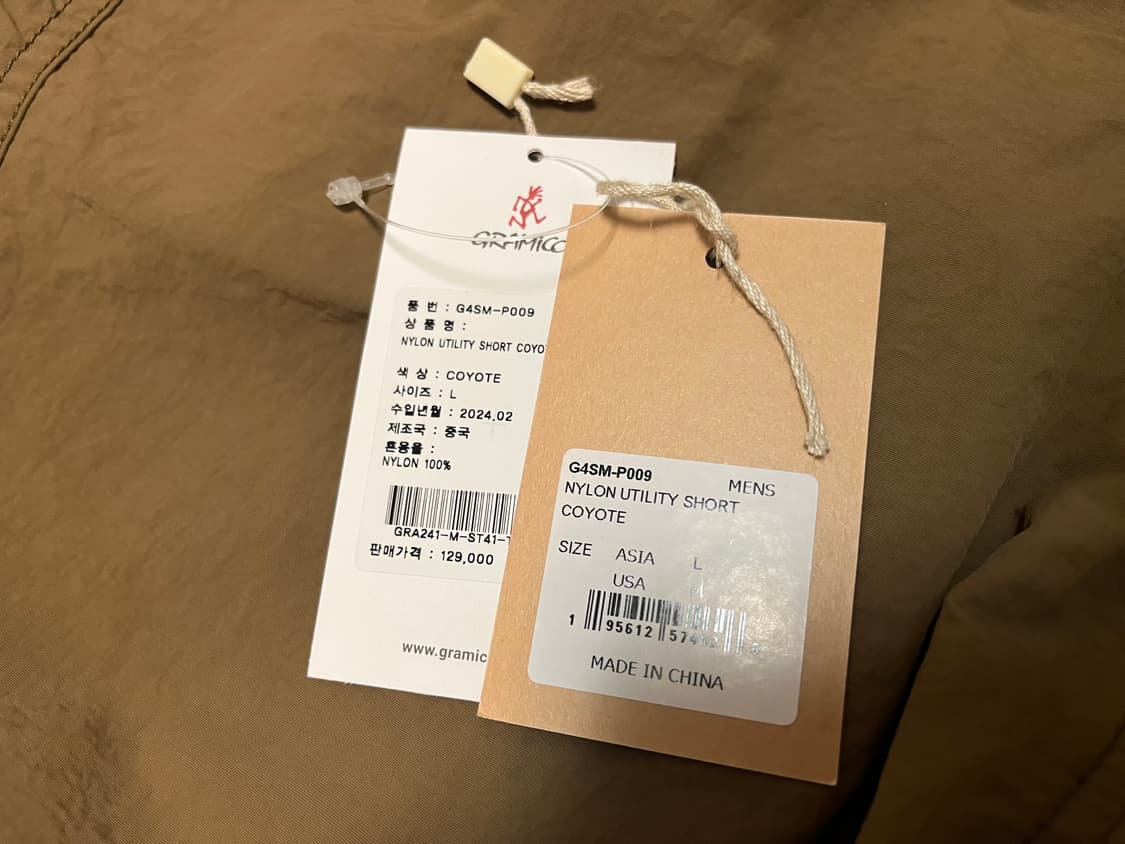 품 번 : G4SM-P009
상 품 명 :
NYLON UTILITY SHORT
색 상 : COYOTE
사이즈 : L
수입년월 : 2024.02
제조국 : 중국
혼용율 :
NYLON 100%
판매가격 : 129,000
G4SM-P009 MENS
NYLON UTILITY SHORT
COYOTE
SIZE ASIA L
USA
1 95612
MADE IN CHINA